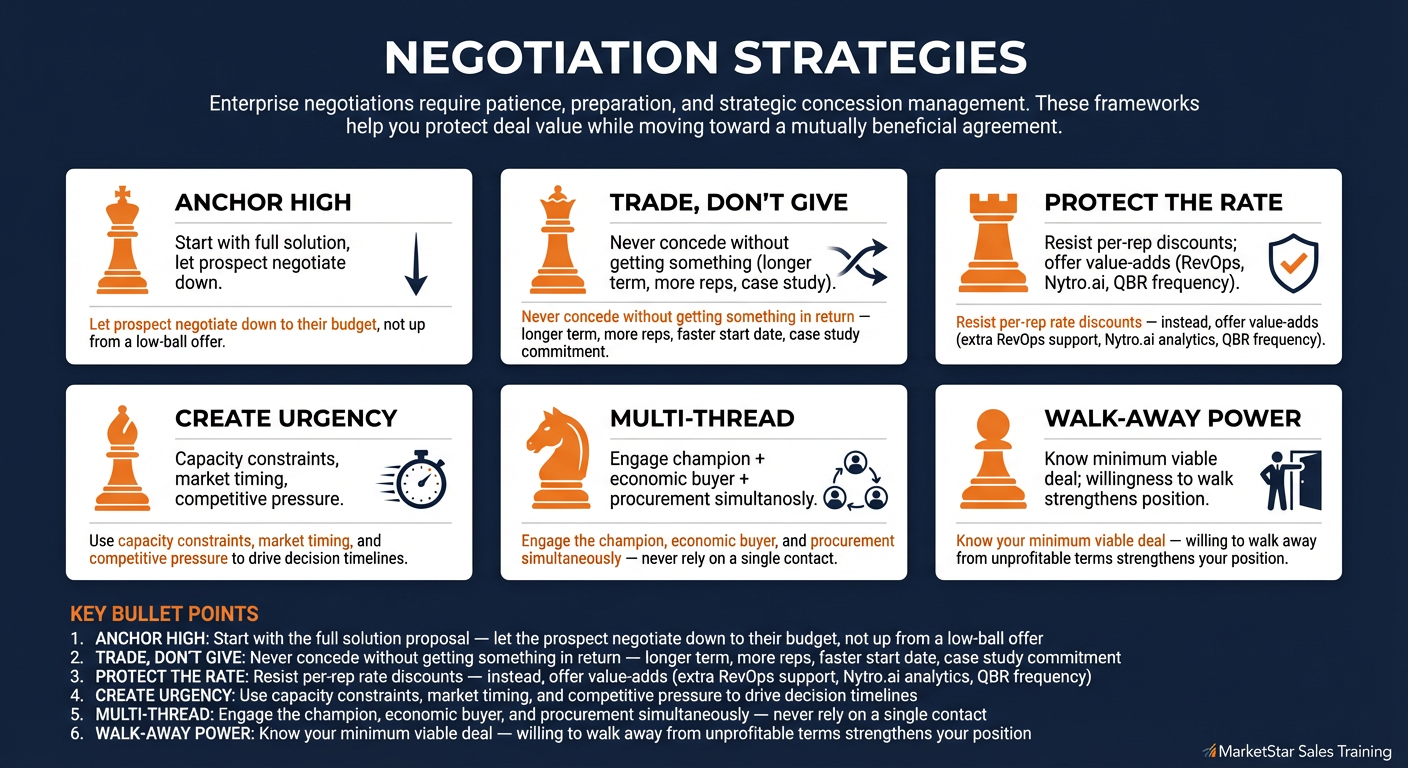 NEGOTIATION STRATEGIES
Enterprise negotiations require patience, preparation, and strategic concession management. These frameworks
help you protect deal value while moving toward a mutually beneficial agreement.
ANCHOR HIGH
Start with full solution,
let prospect negotiate
down.
Let prospect negotiate down to their budget, not up
from a low-ball offer.
TRADE, DON'T GIVE
Never concede without
getting something (longer
term, more reps, case study).
Never concede without getting something in return —
longer term, more reps, faster start date, case study
commitment.
PROTECT THE RATE
Resist per-rep discounts;
offer value-adds (RevOps,
Nytro.ai, QBR frequency).
Resist per-rep rate discounts — instead, offer value-adds
(extra RevOps support, Nytro.ai analytics, QBR frequency).
CREATE URGENCY
Capacity constraints,
market timing,
competitive pressure.
Use capacity constraints, market timing, and
competitive pressure to drive decision timelines.
MULTI-THREAD
Engage champion +
economic buyer +
procurement simultanosly.
Engage the champion, economic buyer, and procurement
simultaneously — never rely on a single contact.
WALK-AWAY POWER
Know minimum viable
deal; willingness to walk
strengthens position.
Know your minimum viable deal — willing to walk away
from unprofitable terms strengthens your position.
KEY BULLET POINTS
1. ANCHOR HIGH: Start with the full solution proposal — let the prospect negotiate down to their budget, not up from a low-ball offer
2. TRADE, DON'T GIVE: Never concede without getting something in return — longer term, more reps, faster start date, case study commitment
3. PROTECT THE RATE: Resist per-rep rate discounts — instead, offer value-adds (extra RevOps support, Nytro.ai analytics, QBR frequency)
4. CREATE URGENCY: Use capacity constraints, market timing, and competitive pressure to drive decision timelines
5. MULTI-THREAD: Engage the champion, economic buyer, and procurement simultaneously — never rely on a single contact
6. WALK-AWAY POWER: Know your minimum viable deal — willing to walk away from unprofitable terms strengthens your position
MarketStar Sales Training